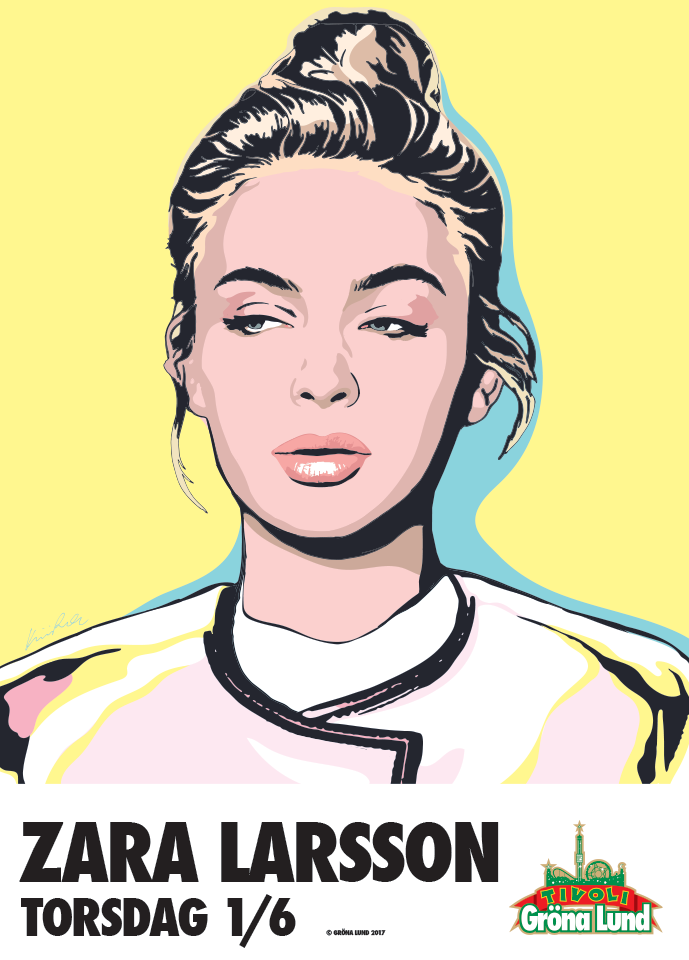 ZARA LARSSON
TORSDAG 1/6
© GRÖNA LUND 2017
TIVOLI
Gröna Lund